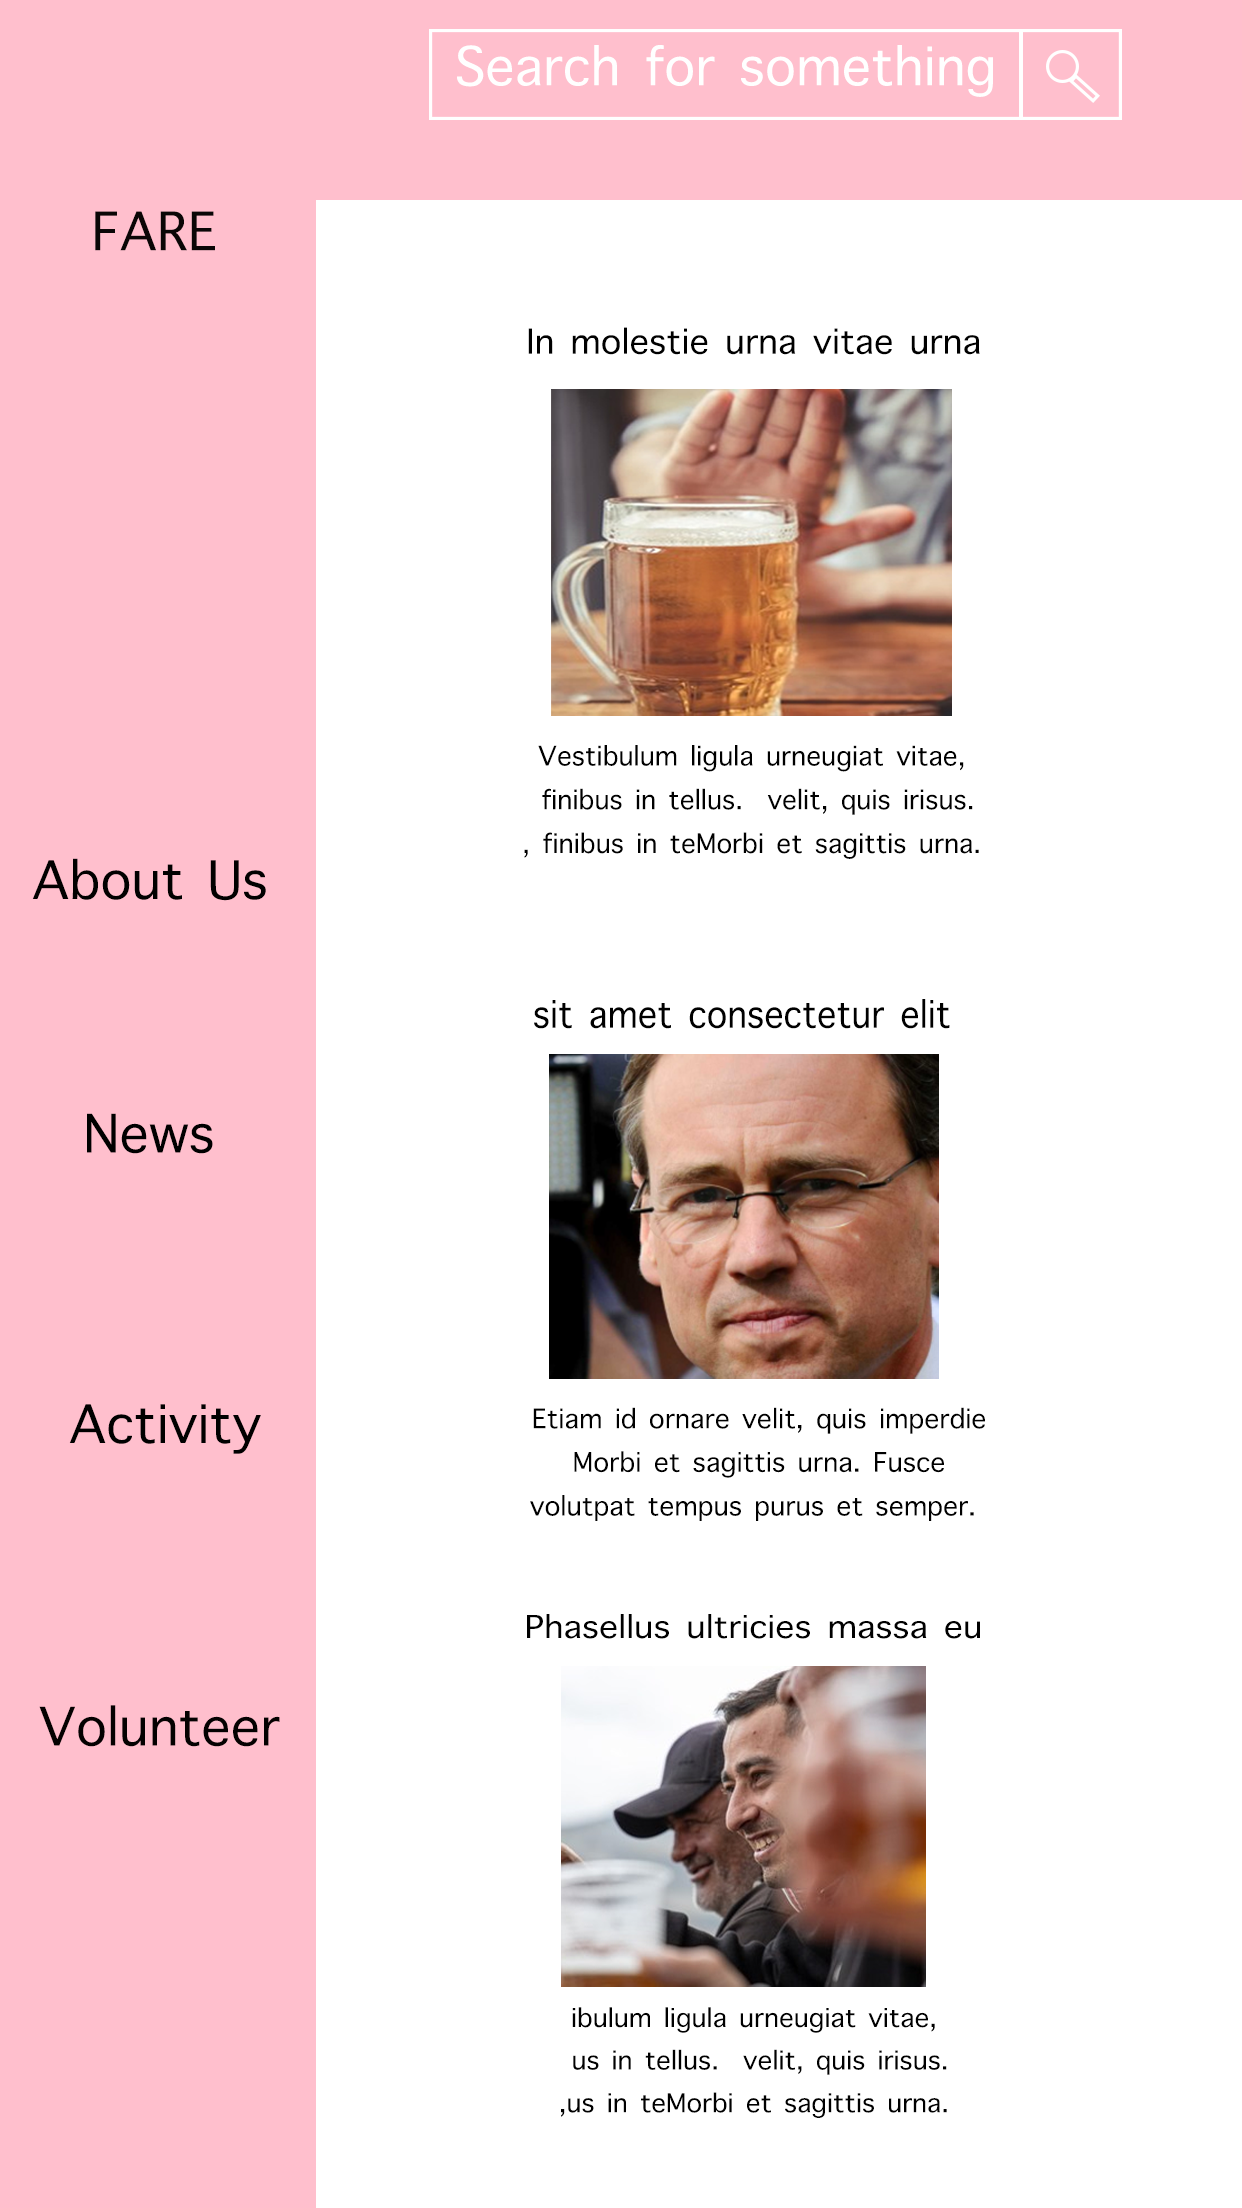 Search for something
FARE
In molestie urna vitae urna
Vestibulum ligula urneugiat vitae,
finibus in tellus. velit, quis irisus.
, finibus in teMorbi et sagittis urna.
About Us
sit amet consectetur elit
News
Etiam id ornare velit, quis imperdie
Morbi et sagittis urna. Fusce
volutpat tempus purus et semper.
Activity
Phasellus ultricies massa eu
Volunteer
ibulum ligula urneugiat vitae,
us in tellus. velit, quis irisus.
,us in teMorbi et sagittis urna.